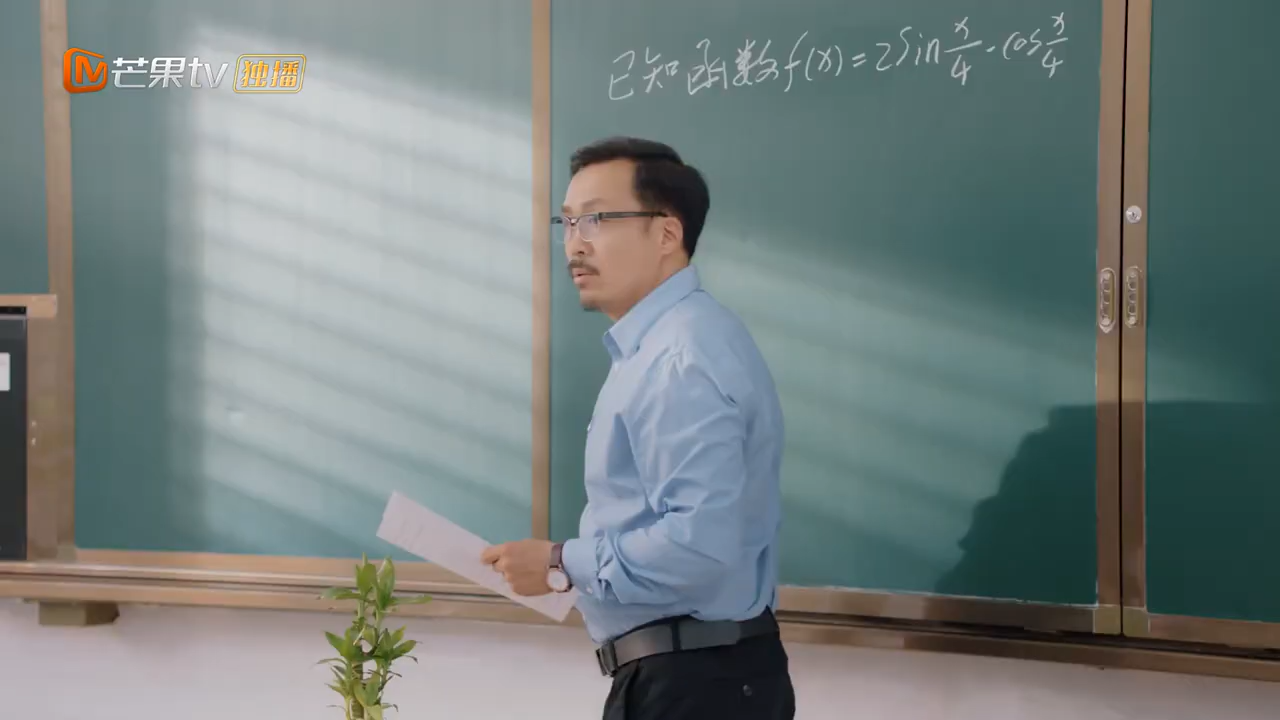 芒果tv 独播
已知函数f(x)=2sin x/4 · cos x/4